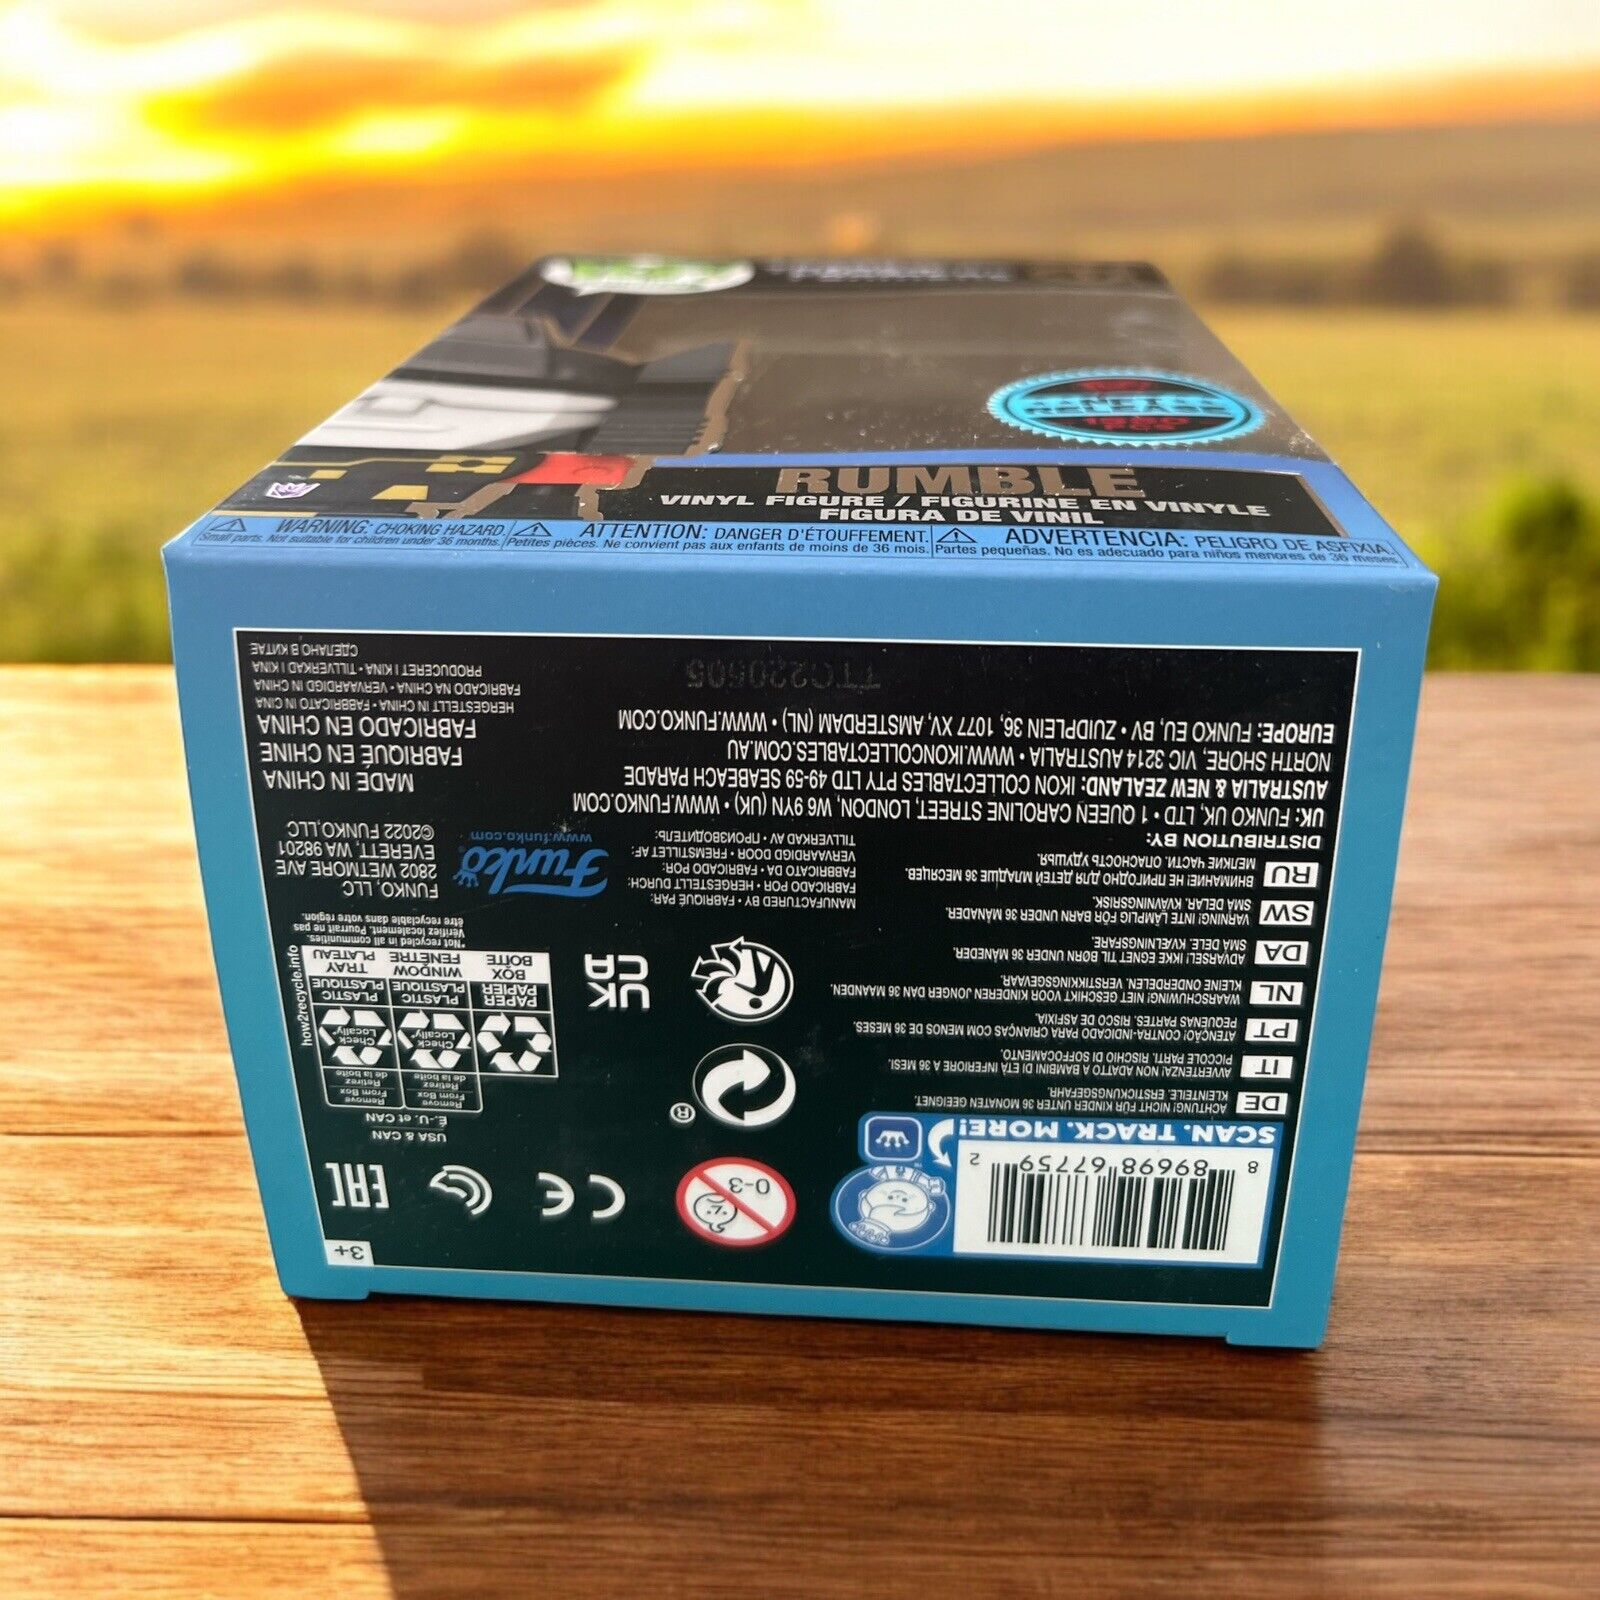 RELEASE
RUMBLE
VINYL FIGURE / FIGURINE EN VINYLE
FIGURA DE VINIL
WARNING: CHOKING HAZARD.
Small parts. Not suitable for children under 36 months.
ATTENTION: DANGER D'ÉTOUFFEMENT.
Petites pièces. Ne convient pas aux enfants de moins de 36 mois.
ADVERTENCIA: PELIGRO DE ASFIXIA.
Partes pequeñas. No es adecuado para niños menores de 36 meses.
3+
8 89698 67759 2
SCAN. TRACK. MORE!
0-3
CE
EAC
USA & CAN
É.-U. et CAN
Remove From Box
Retirez de la boîte
Remove From Box
Retirez de la boîte
Check Locally*
Check Locally*
PAPER
PAPIER
BOX
BOÎTE
PLASTIC
PLASTIQUE
WINDOW
FENÊTRE
PLASTIC
PLASTIQUE
TRAY
PLATEAU
*Not recycled in all communities.
Vérifiez localement. Pourrait ne pas
être recyclable dans votre région.
how2recycle.info
®
UK
CA
DE
ACHTUNG! NICHT FÜR KINDER UNTER 36 MONATEN GEEIGNET.
KLEINTEILE. ERSTICKUNGSGEFAHR.
IT
AVVERTENZA! NON ADATTO A BAMBINI DI ETÀ INFERIORE A 36 MESI.
PICCOLE PARTI. RISCHIO DI SOFFOCAMENTO.
PT
ATENÇÃO! CONTRA-INDICADO PARA CRIANÇAS COM MENOS DE 36 MESES.
PEQUENAS PARTES. RISCO DE ASFIXIA.
NL
WAARSCHUWING! NIET GESCHIKT VOOR KINDEREN JONGER DAN 36 MAANDEN.
KLEINE ONDERDELEN. VERSTIKKINGSGEVAAR.
DA
ADVARSEL! IKKE EGNET TIL BØRN UNDER 36 MÅNEDER.
SMÅ DELE. KVÆLNINGSFARE.
SW
VARNING! INTE LÄMPLIG FÖR BARN UNDER 36 MÅNADER.
SMÅ DELAR. KVÄVNINGSRISK.
RU
ВНИМАНИЕ! НЕ ПРИГОДНО ДЛЯ ДЕТЕЙ МЛАДШЕ 36 МЕСЯЦЕВ.
МЕЛКИЕ ЧАСТИ. ОПАСНОСТЬ УДУШЬЯ.
MANUFACTURED BY • FABRIQUÉ PAR:
FABRICADO POR • HERGESTELLT DURCH:
FABBRICATO DA • FABRICADO POR:
VERVAARDIGD DOOR • FREMSTILLET AF:
TILLVERKAD AV • ПРОИЗВОДИТЕЛЬ:
Funko
www.funko.com
FUNKO, LLC
2802 WETMORE AVE
EVERETT, WA 98201
©2022 FUNKO,LLC
DISTRIBUTION BY:
UK: FUNKO UK, LTD • 1 QUEEN CAROLINE STREET, LONDON, W6 9YN (UK) • WWW.FUNKO.COM
AUSTRALIA & NEW ZEALAND: IKON COLLECTABLES PTY LTD 49-59 SEABEACH PARADE
NORTH SHORE, VIC 3214 AUSTRALIA • WWW.IKONCOLLECTABLES.COM.AU
EUROPE: FUNKO EU, BV • ZUIDPLEIN 36, 1077 XV, AMSTERDAM (NL) • WWW.FUNKO.COM
MADE IN CHINA
FABRIQUÉ EN CHINE
FABRICADO EN CHINA
HERGESTELLT IN CHINA • FABBRICATO IN CINA
FABRICADO NA CHINA • VERVAARDIGD IN CHINA
PRODUCERET I KINA • TILLVERKAD I KINA
СДЕЛАНО В КИТАЕ